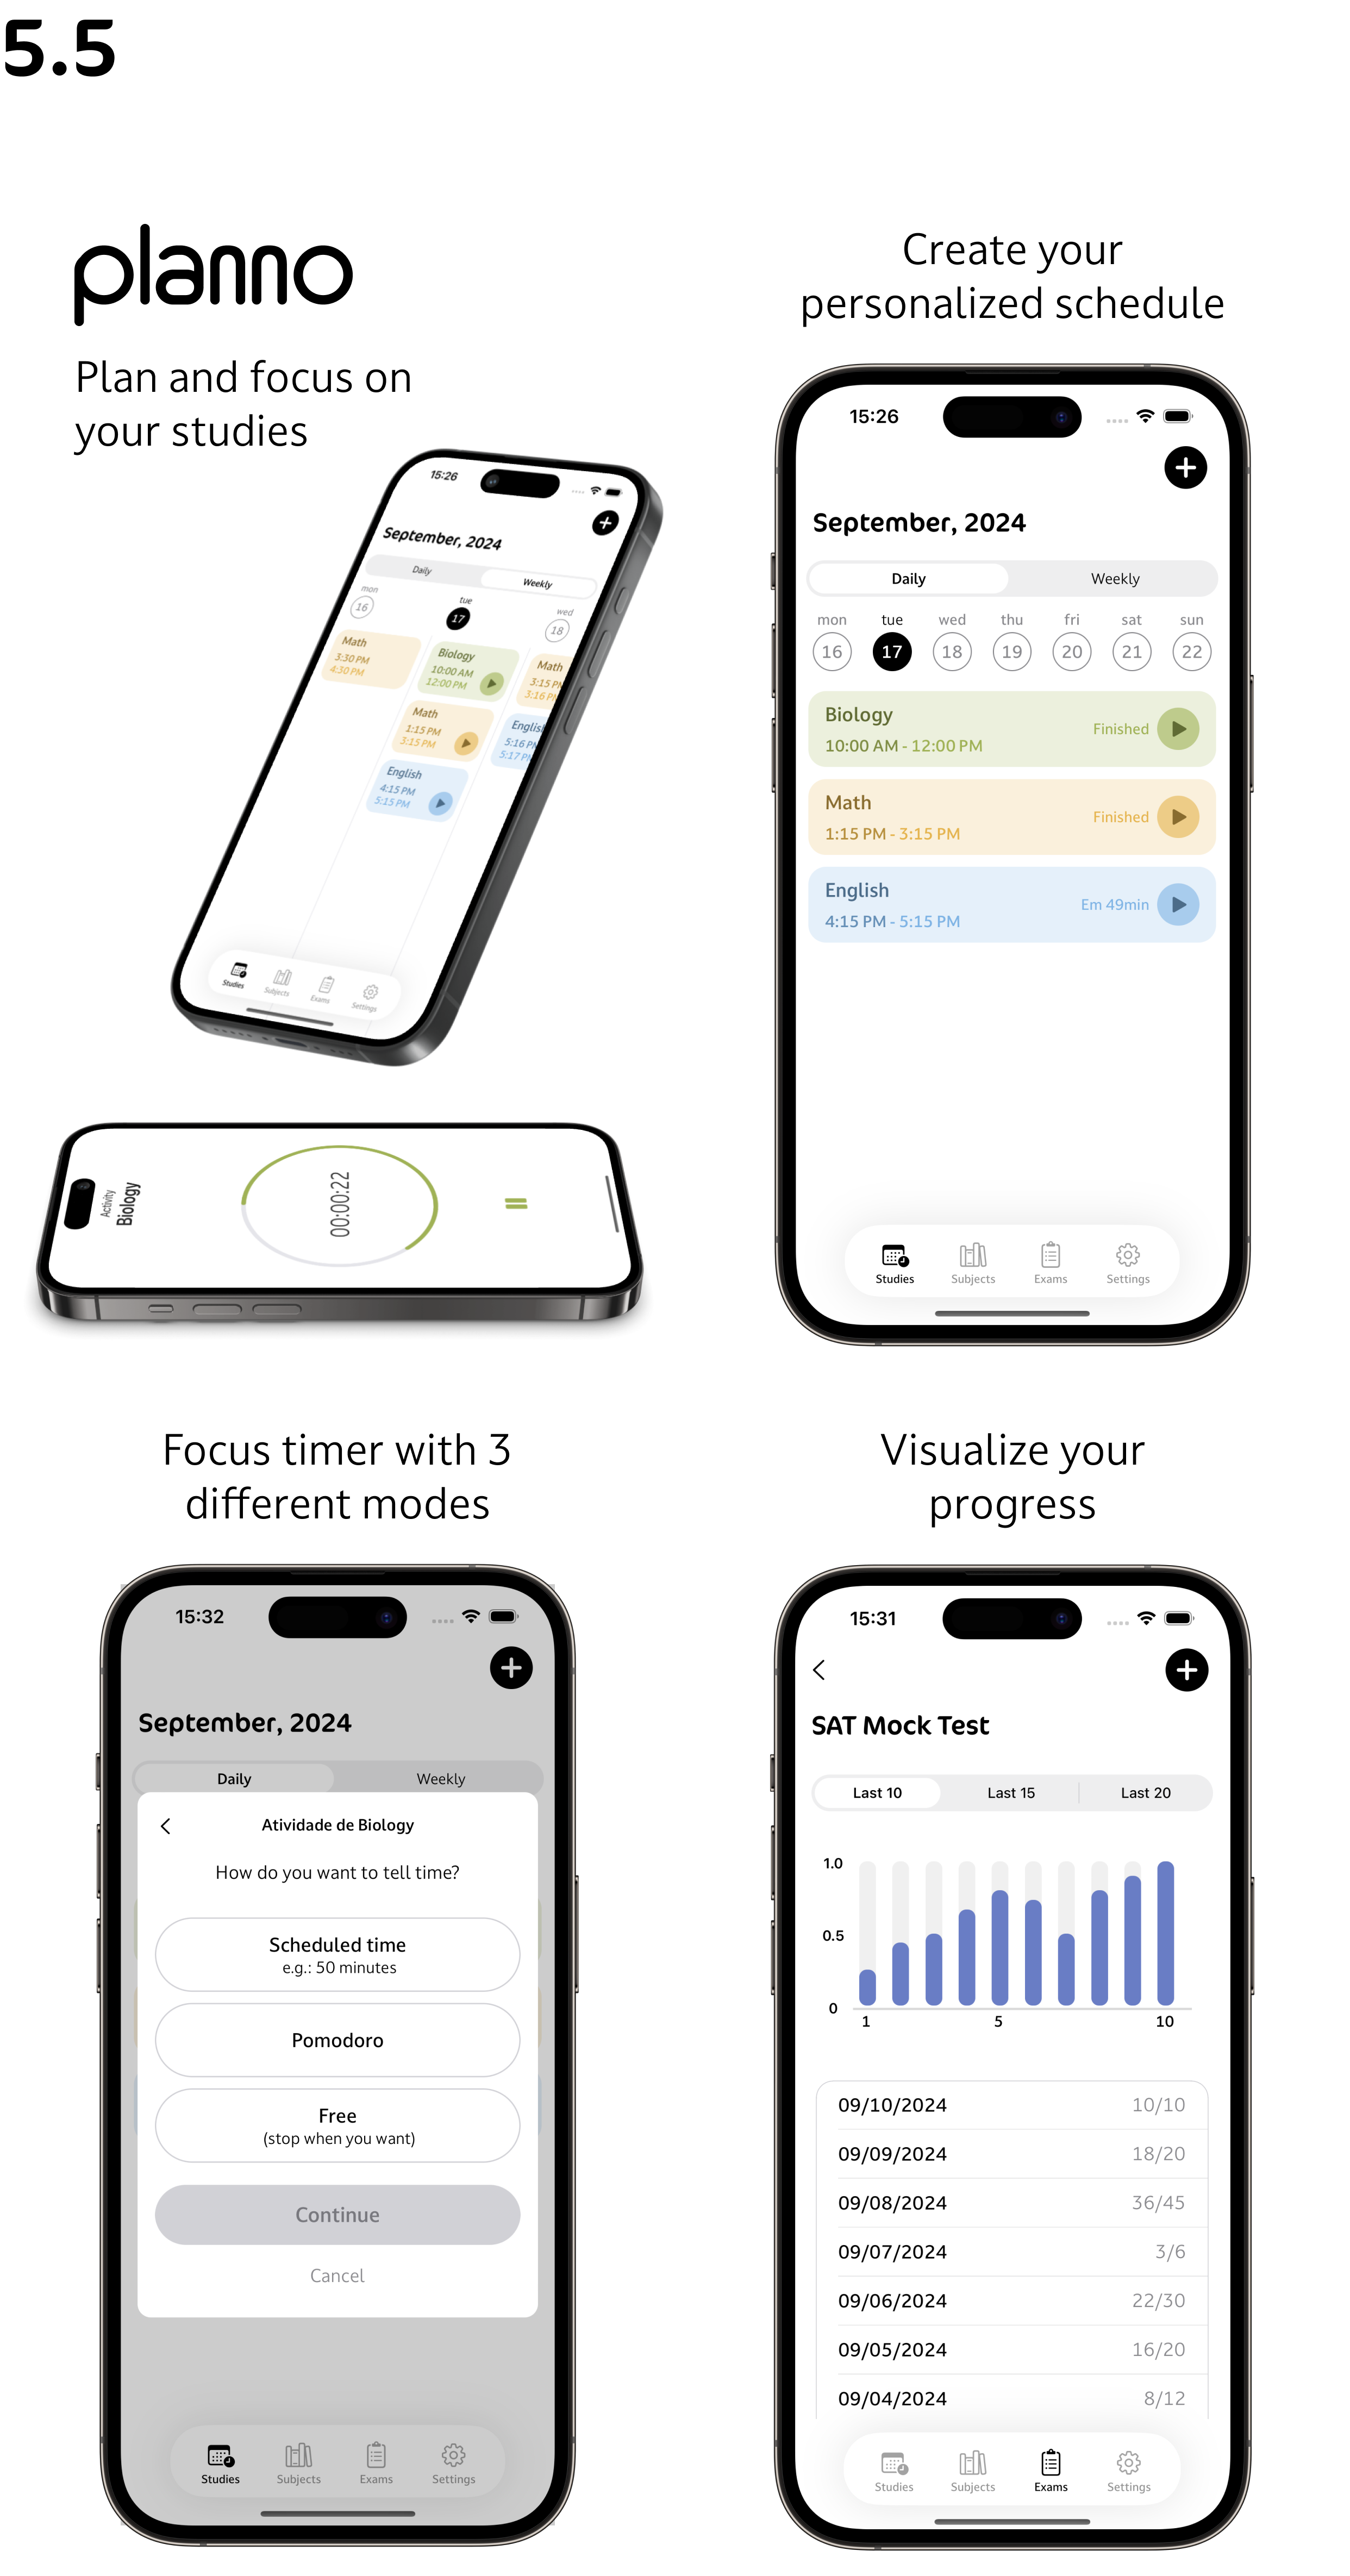 5.5
planno
Plan and focus on
your studies
15:26
September, 2024
Daily
Weekly
mon
tue
wed
16
17
18
Math
3:30 PM
4:30 PM
Biology
10:00 AM
12:00 PM
Math
3:15 PM
3:16 PM
Math
1:15 PM
3:15 PM
English
5:16 PM
5:17 PM
English
4:15 PM
5:15 PM
Studies
Subjects
Exams
Settings
Activity
Biology
00:00:22
Create your
personalized schedule
15:26
September, 2024
Daily
Weekly
mon tue wed thu fri sat sun
16 17 18 19 20 21 22
Biology
10:00 AM - 12:00 PM
Finished
Math
1:15 PM - 3:15 PM
Finished
English
4:15 PM - 5:15 PM
Em 49min
Studies
Subjects
Exams
Settings
Focus timer with 3
different modes
15:32
September, 2024
Daily
Weekly
Atividade de Biology
How do you want to tell time?
Scheduled time
e.g.: 50 minutes
Pomodoro
Free
(stop when you want)
Continue
Cancel
Studies
Subjects
Exams
Settings
Visualize your
progress
15:31
SAT Mock Test
Last 10
Last 15
Last 20
1.0
0.5
0
1
5
10
09/10/2024 10/10
09/09/2024 18/20
09/08/2024 36/45
09/07/2024 3/6
09/06/2024 22/30
09/05/2024 16/20
09/04/2024 8/12
Studies
Subjects
Exams
Settings